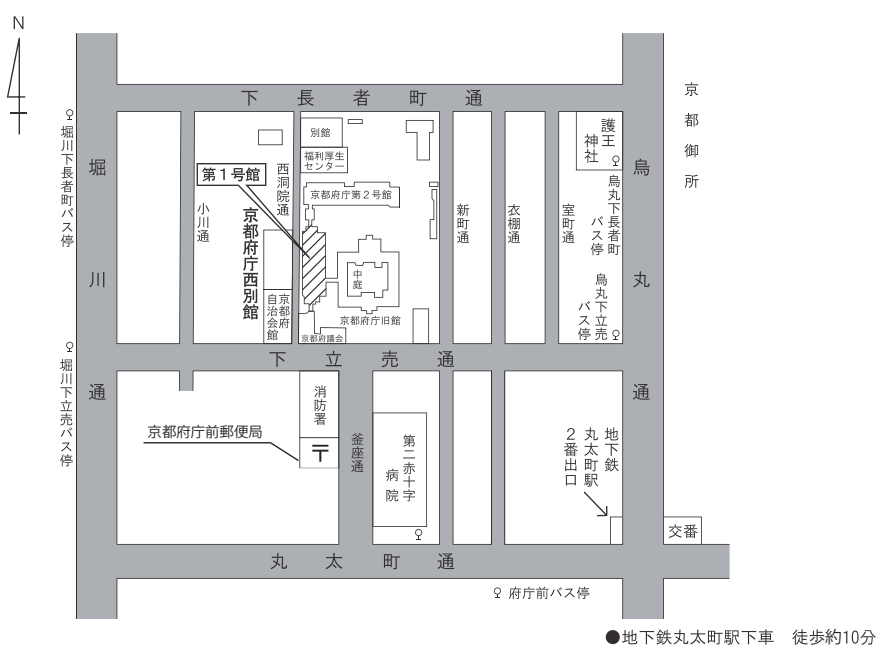 N
下長者町通
京都御所
堀川下長者町バス停
堀川通
別館
福利厚生
センター
護王
神社
第1号館
西洞院通
京都府庁第2号館
小川通
京都府庁西別館
新町通
衣棚通
室町通
烏丸下長者町
バス停
烏丸通
中庭
京都府
自治会館
京都府庁旧館
京都府議会
烏丸下立売
バス停
下立売通
堀川下立売バス停
消防署
京都府庁前郵便局
〒
釜座通
第二赤十字
病院
地下鉄
丸太町駅
2番出口
交番
丸太町通
府庁前バス停
●地下鉄丸太町駅下車　徒歩約10分